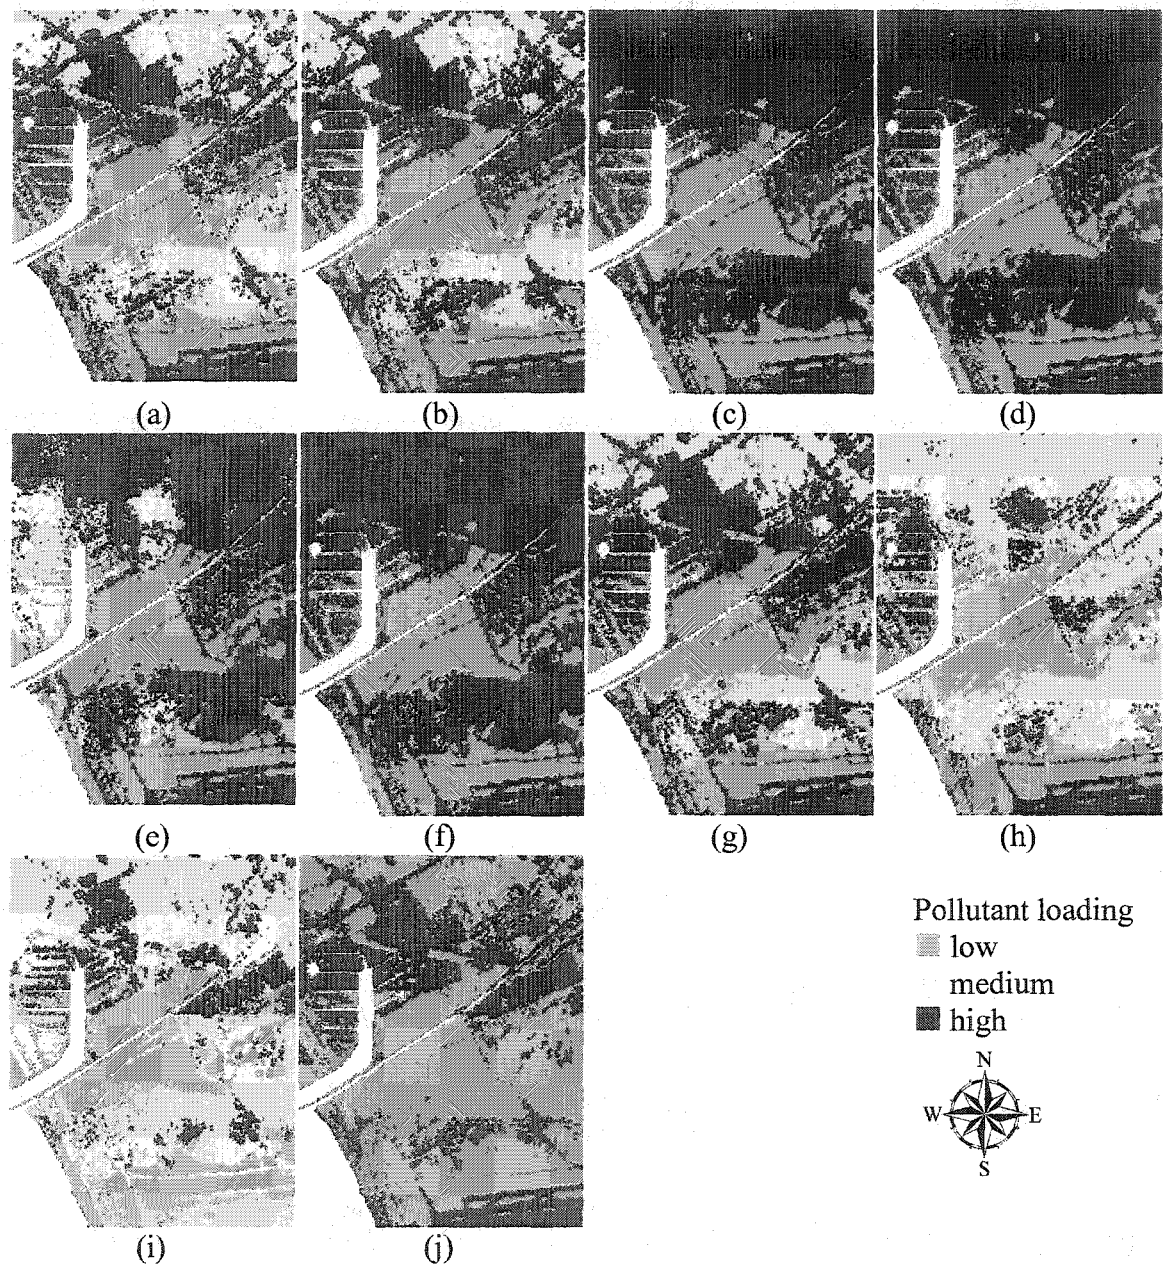 (a) (b) (c) (d)
(e) (f) (g) (h)
Pollutant loading
low
medium
high
N
W E
S
(i) (j)